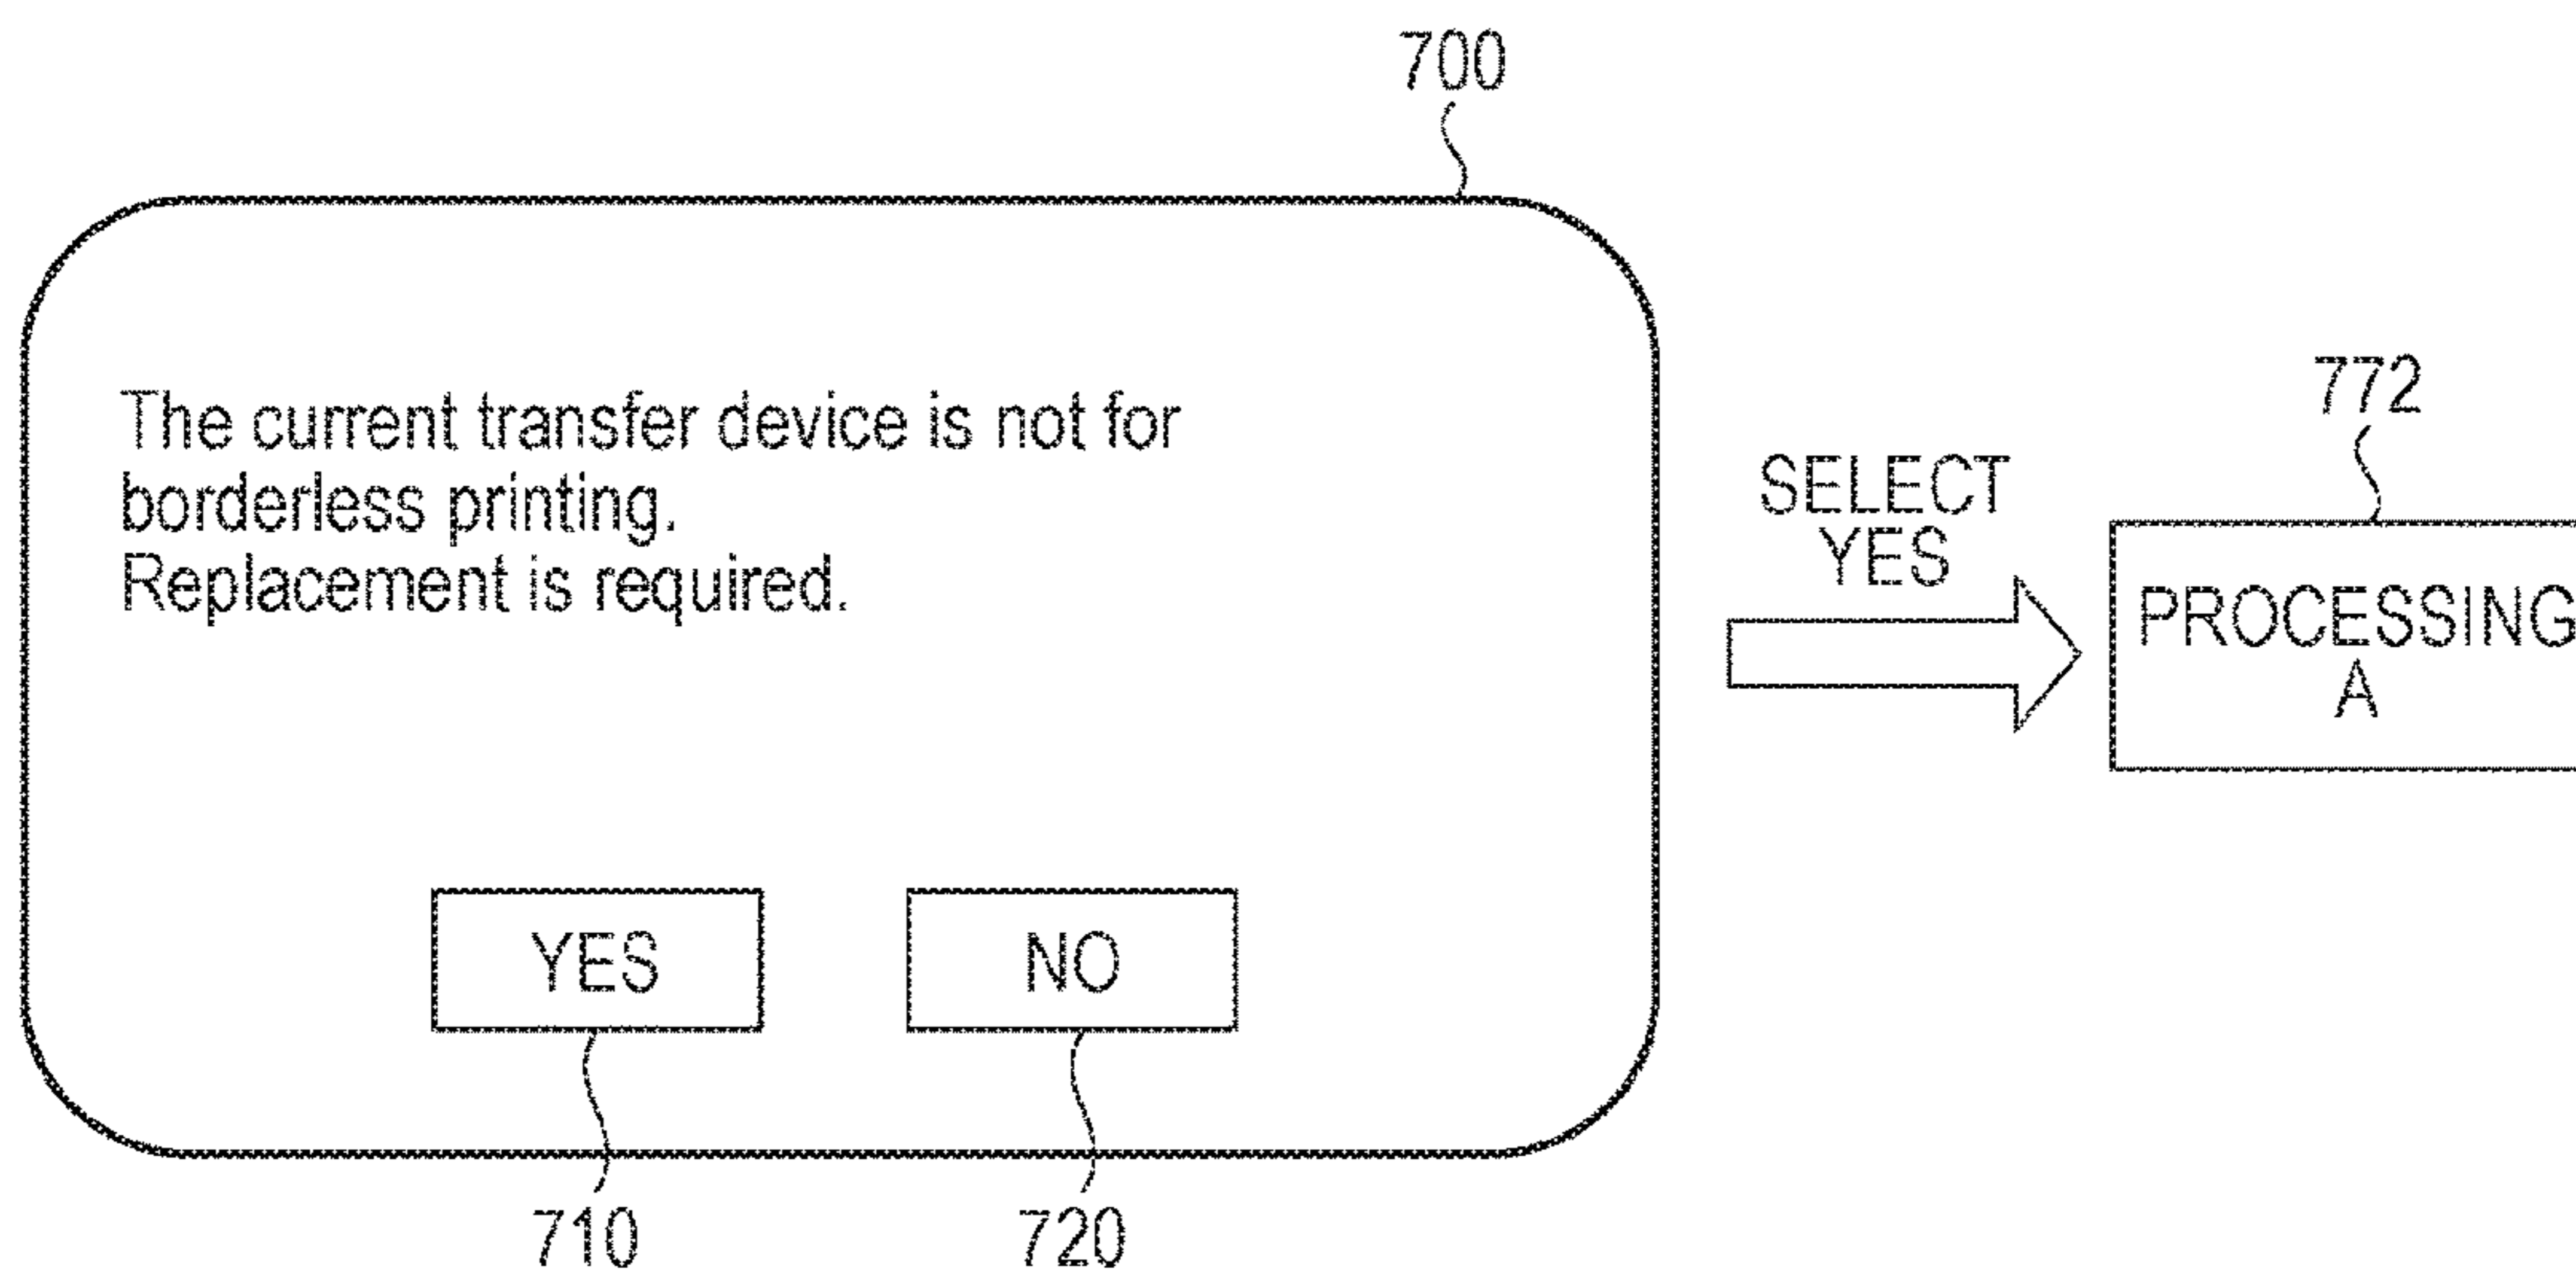 700
The current transfer device is not for
borderless printing.
Replacement is required.
YES
NO
710
720
SELECT
YES
772
PROCESSING
A